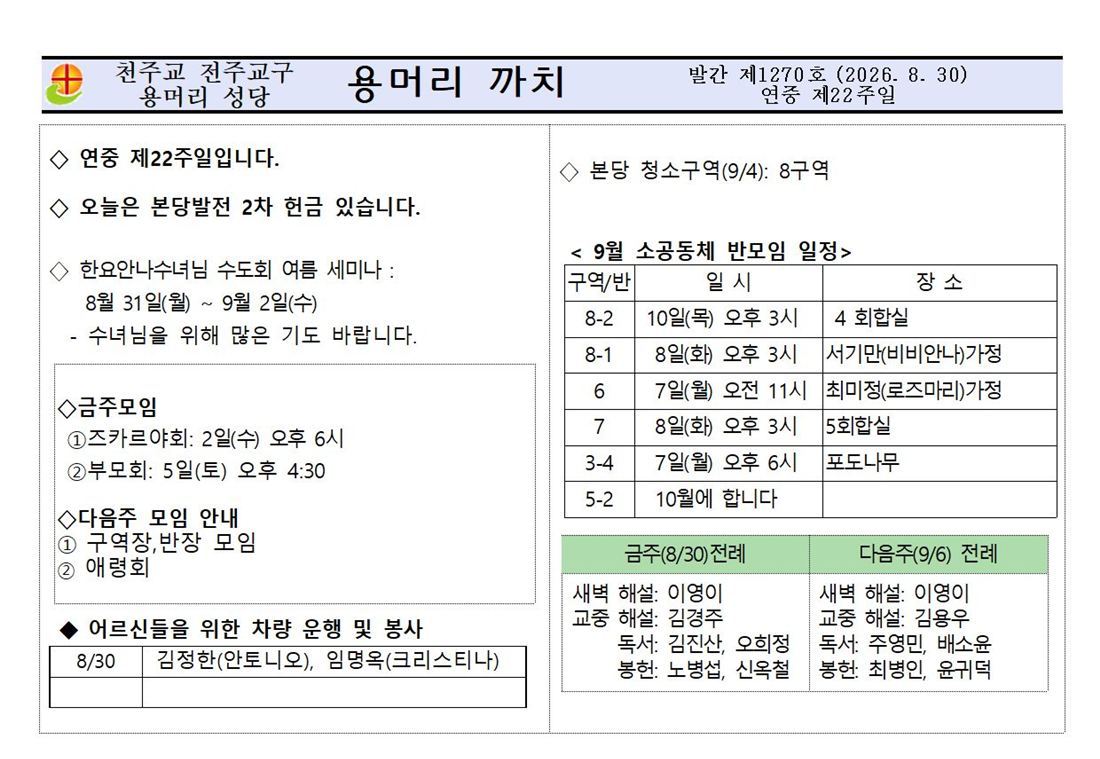 천주교 전주교구
용머리 성당
용머리 까치
발간 제1270호 (2026. 8. 30)
연중 제22주일
◇ 연중 제22주일입니다.
◇ 오늘은 본당발전 2차 헌금 있습니다.
◇ 한요안나수녀님 수도회 여름 세미나 :
8월 31일(월) ~ 9월 2일(수)
- 수녀님을 위해 많은 기도 바랍니다.
◇금주모임
①즈카르야회: 2일(수) 오후 6시
②부모회: 5일(토) 오후 4:30
◇다음주 모임 안내
① 구역장,반장 모임
② 애령회
◆ 어르신들을 위한 차량 운행 및 봉사
8/30 김정한(안토니오), 임명옥(크리스티나)
◇ 본당 청소구역(9/4): 8구역
< 9월 소공동체 반모임 일정>
구역/반 일 시 장 소
8-2 10일(목) 오후 3시 4 회합실
8-1 8일(화) 오후 3시 서기만(비비안나)가정
6 7일(월) 오전 11시 최미정(로즈마리)가정
7 8일(화) 오후 3시 5회합실
3-4 7일(월) 오후 6시 포도나무
5-2 10월에 합니다
금주(8/30)전례
새벽 해설: 이영이
교중 해설: 김경주
독서: 김진산, 오희정
봉헌: 노병섭, 신옥철
다음주(9/6) 전례
새벽 해설: 이영이
교중 해설: 김용우
독서: 주영민, 배소윤
봉헌: 최병인, 윤귀덕